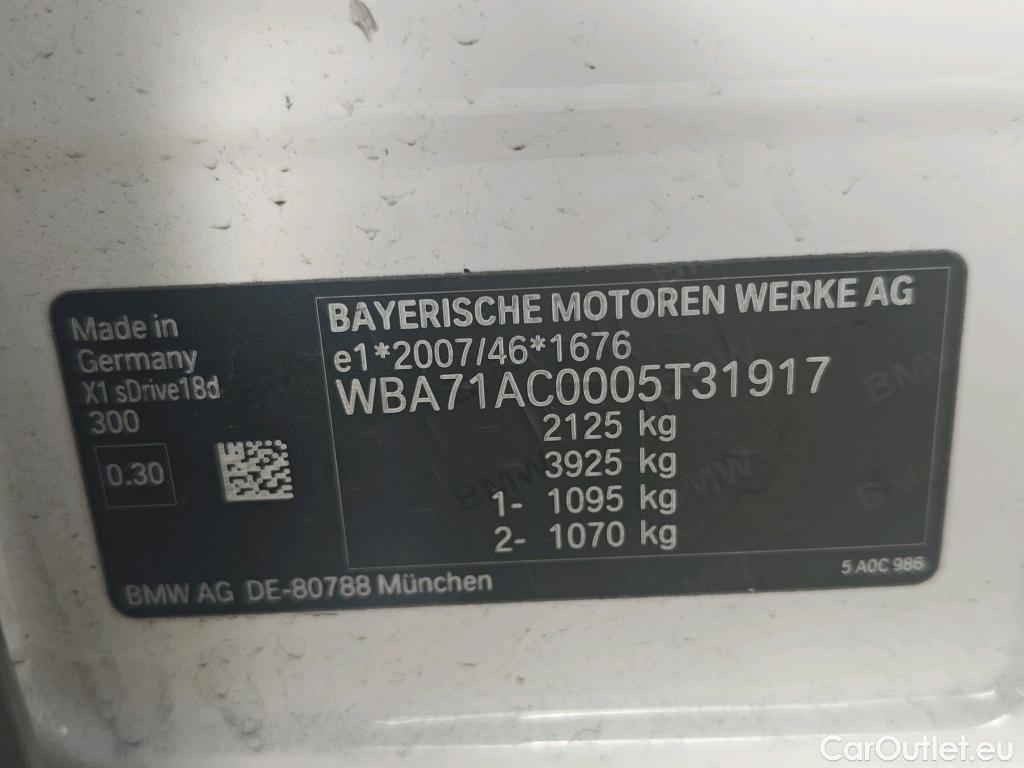 Made in
Germany
X1 sDrive18d
300
0.30
BAYERISCHE MOTOREN WERKE AG
e1*2007/46*1676
WBA71AC0005T31917
2125 kg
3925 kg
1- 1095 kg
2- 1070 kg
5 A0C 986
BMW AG DE-80788 München
CarOutlet.eu